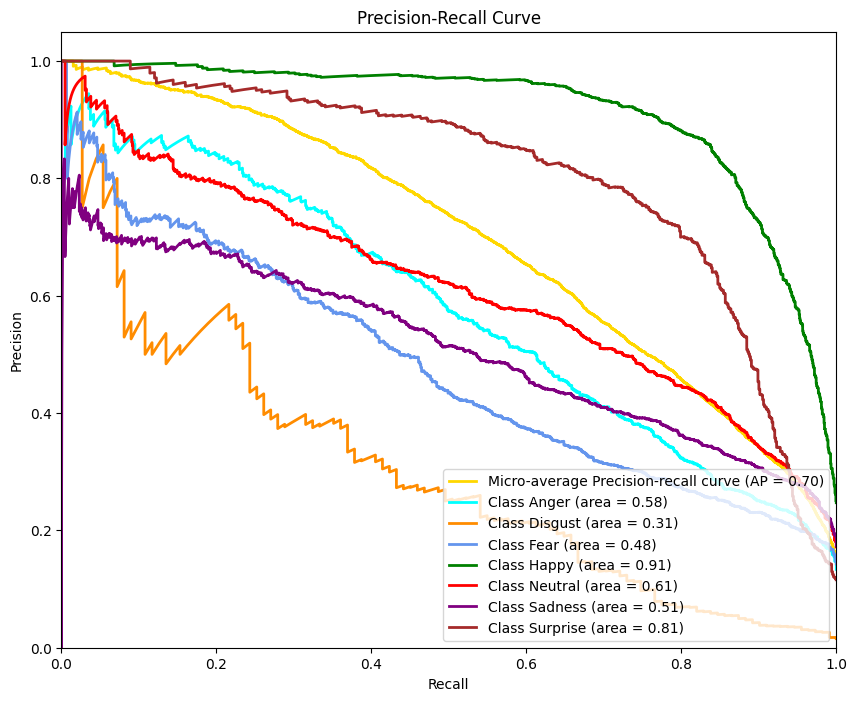 Precision-Recall Curve
1.0
0.8
0.6
0.4
0.2
0.0
Precision
Micro-average Precision-recall curve (AP = 0.70)
Class Anger (area = 0.58)
Class Disgust (area = 0.31)
Class Fear (area = 0.48)
Class Happy (area = 0.91)
Class Neutral (area = 0.61)
Class Sadness (area = 0.51)
Class Surprise (area = 0.81)
0.0 0.2 0.4 0.6 0.8 1.0
Recall